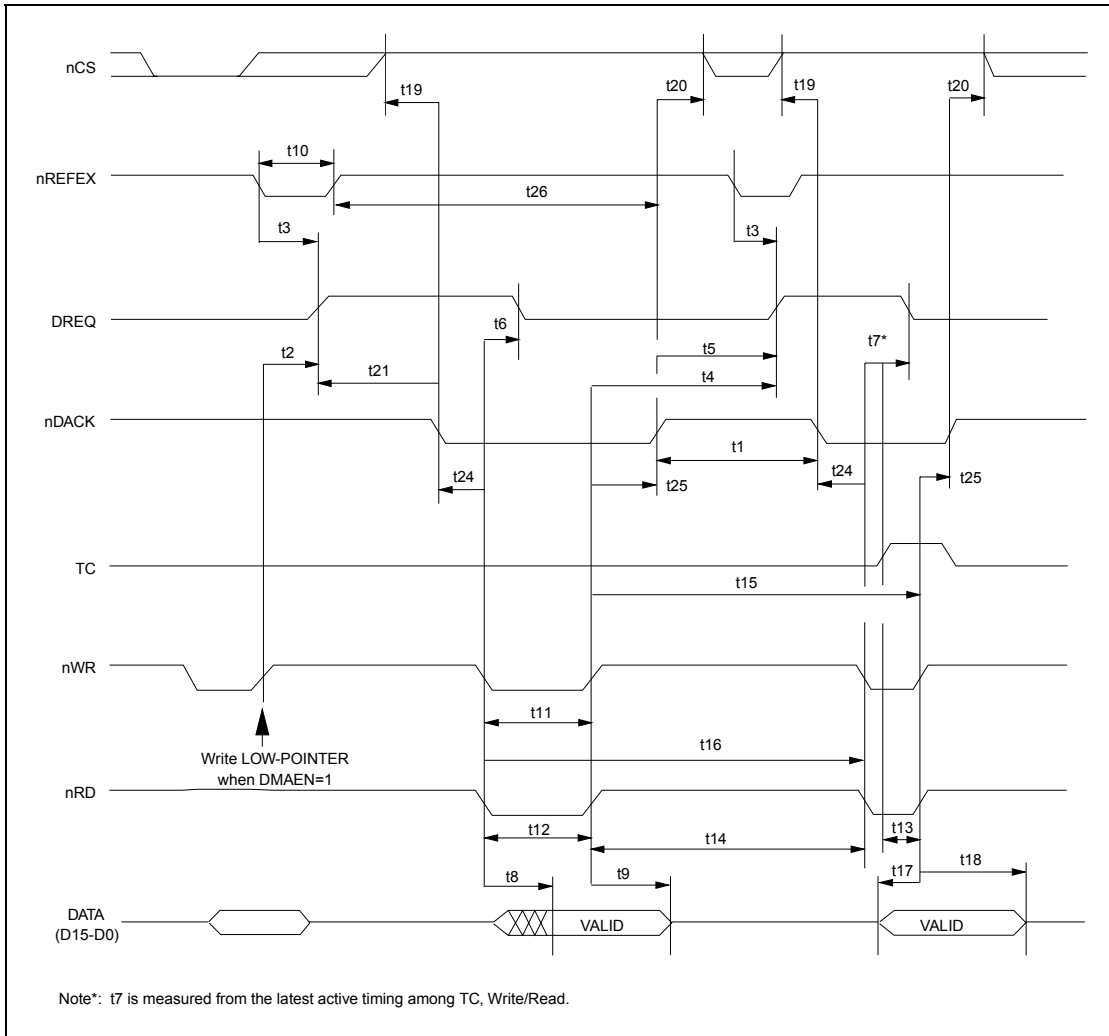 nCS
t19
t20
t19
t20
t10
nREFEX
t26
t3
t3
DREQ
t6
t7*
t2
t5
t21
t4
nDACK
t1
t24
t25
t24
t25
TC
t15
nWR
t11
t16
Write LOW-POINTER
when DMAEN=1
nRD
t12
t13
t14
t18
t17
t8
t9
DATA
(D15-D0)
VALID
VALID
Note*: t7 is measured from the latest active timing among TC, Write/Read.